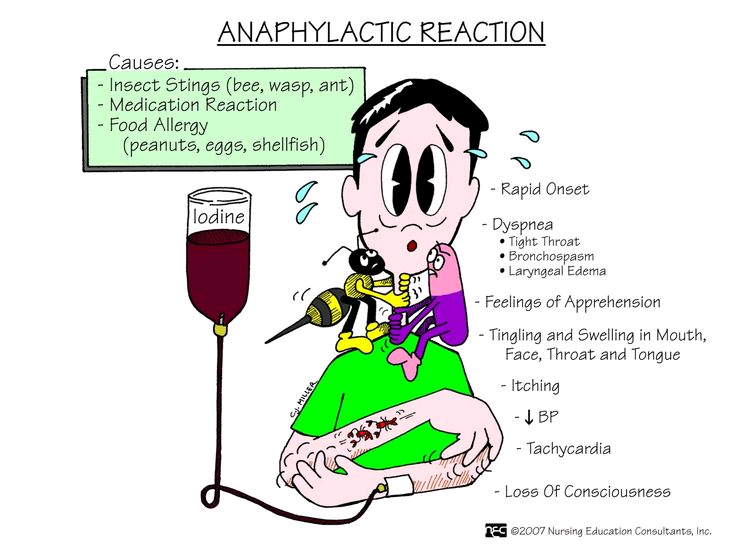 ANAPHYLACTIC REACTION
Causes:
- Insect Stings (bee, wasp, ant)
- Medication Reaction
- Food Allergy
(peanuts, eggs, shellfish)
Iodine
- Rapid Onset
- Dyspnea
• Tight Throat
• Bronchospasm
• Laryngeal Edema
- Feelings of Apprehension
- Tingling and Swelling in Mouth,
Face, Throat and Tongue
- Itching
- ↓ BP
- Tachycardia
- Loss Of Consciousness
C.J. MILLER
NEC ©2007 Nursing Education Consultants, Inc.